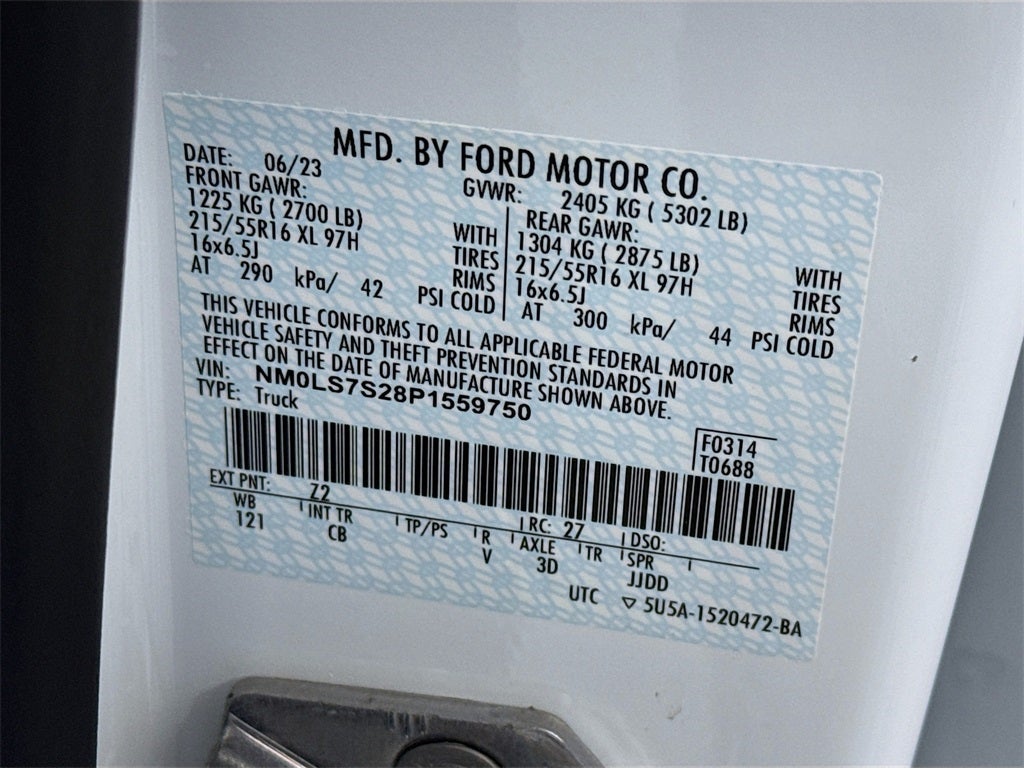 MFD. BY FORD MOTOR CO.
DATE: 06/23 GVWR: 2405 KG ( 5302 LB)
FRONT GAWR: REAR GAWR:
1225 KG ( 2700 LB) WITH 1304 KG ( 2875 LB) WITH
215/55R16 XL 97H TIRES 215/55R16 XL 97H TIRES
16x6.5J RIMS 16x6.5J RIMS
AT 290 kPa/ 42 PSI COLD AT 300 kPa/ 44 PSI COLD
THIS VEHICLE CONFORMS TO ALL APPLICABLE FEDERAL MOTOR
VEHICLE SAFETY AND THEFT PREVENTION STANDARDS IN
EFFECT ON THE DATE OF MANUFACTURE SHOWN ABOVE.
VIN: NM0LS7S28P1559750
TYPE: Truck
F0314
T0688
EXT PNT: Z2 RC: 27 DSO:
WB INT TR TP/PS R AXLE TR SPR
121 CB V 3D JJDD
UTC ▽ 5U5A-1520472-BA